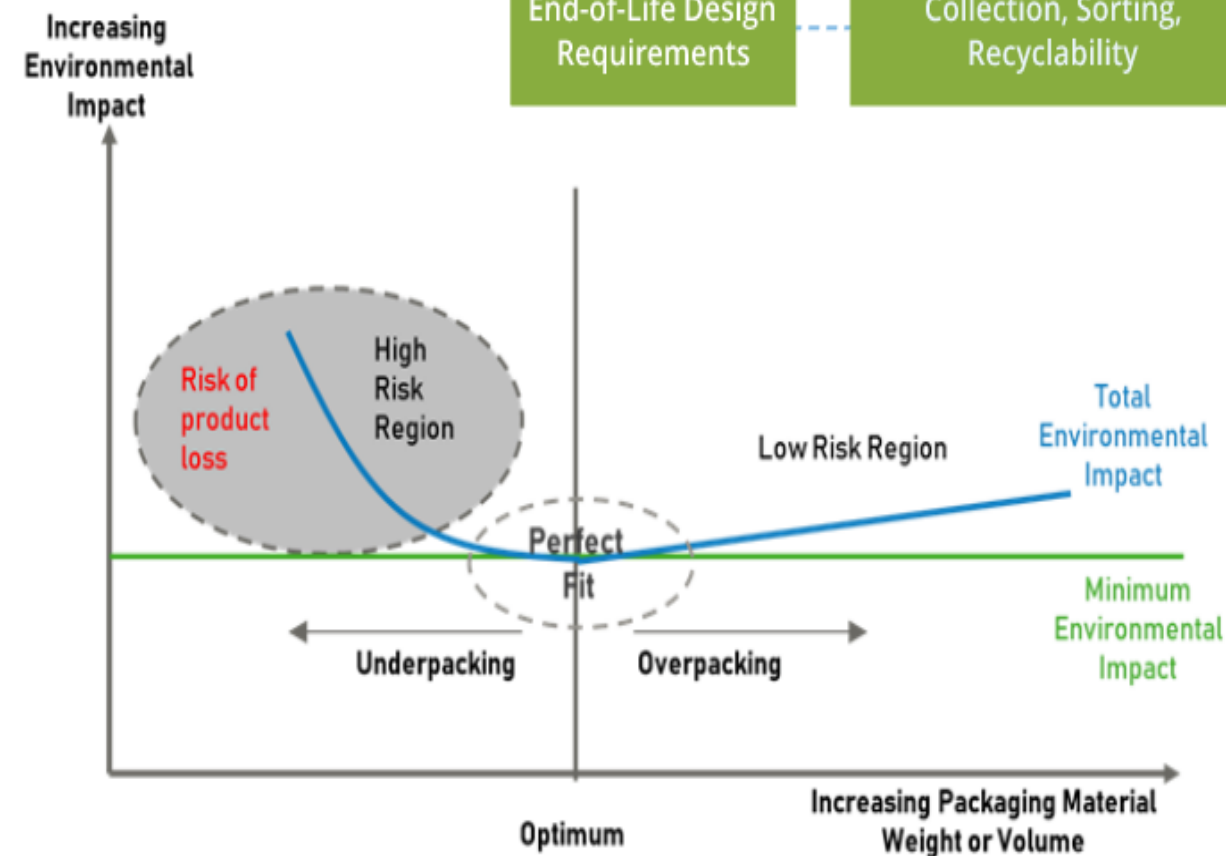 Increasing
Environmental
Impact
End-of-Life Design
Requirements
Collection, Sorting,
Recyclability
Risk of
product
loss
High
Risk
Region
Low Risk Region
Total
Environmental
Impact
Perfect
Fit
Minimum
Environmental
Impact
Underpacking
Overpacking
Optimum
Increasing Packaging Material
Weight or Volume